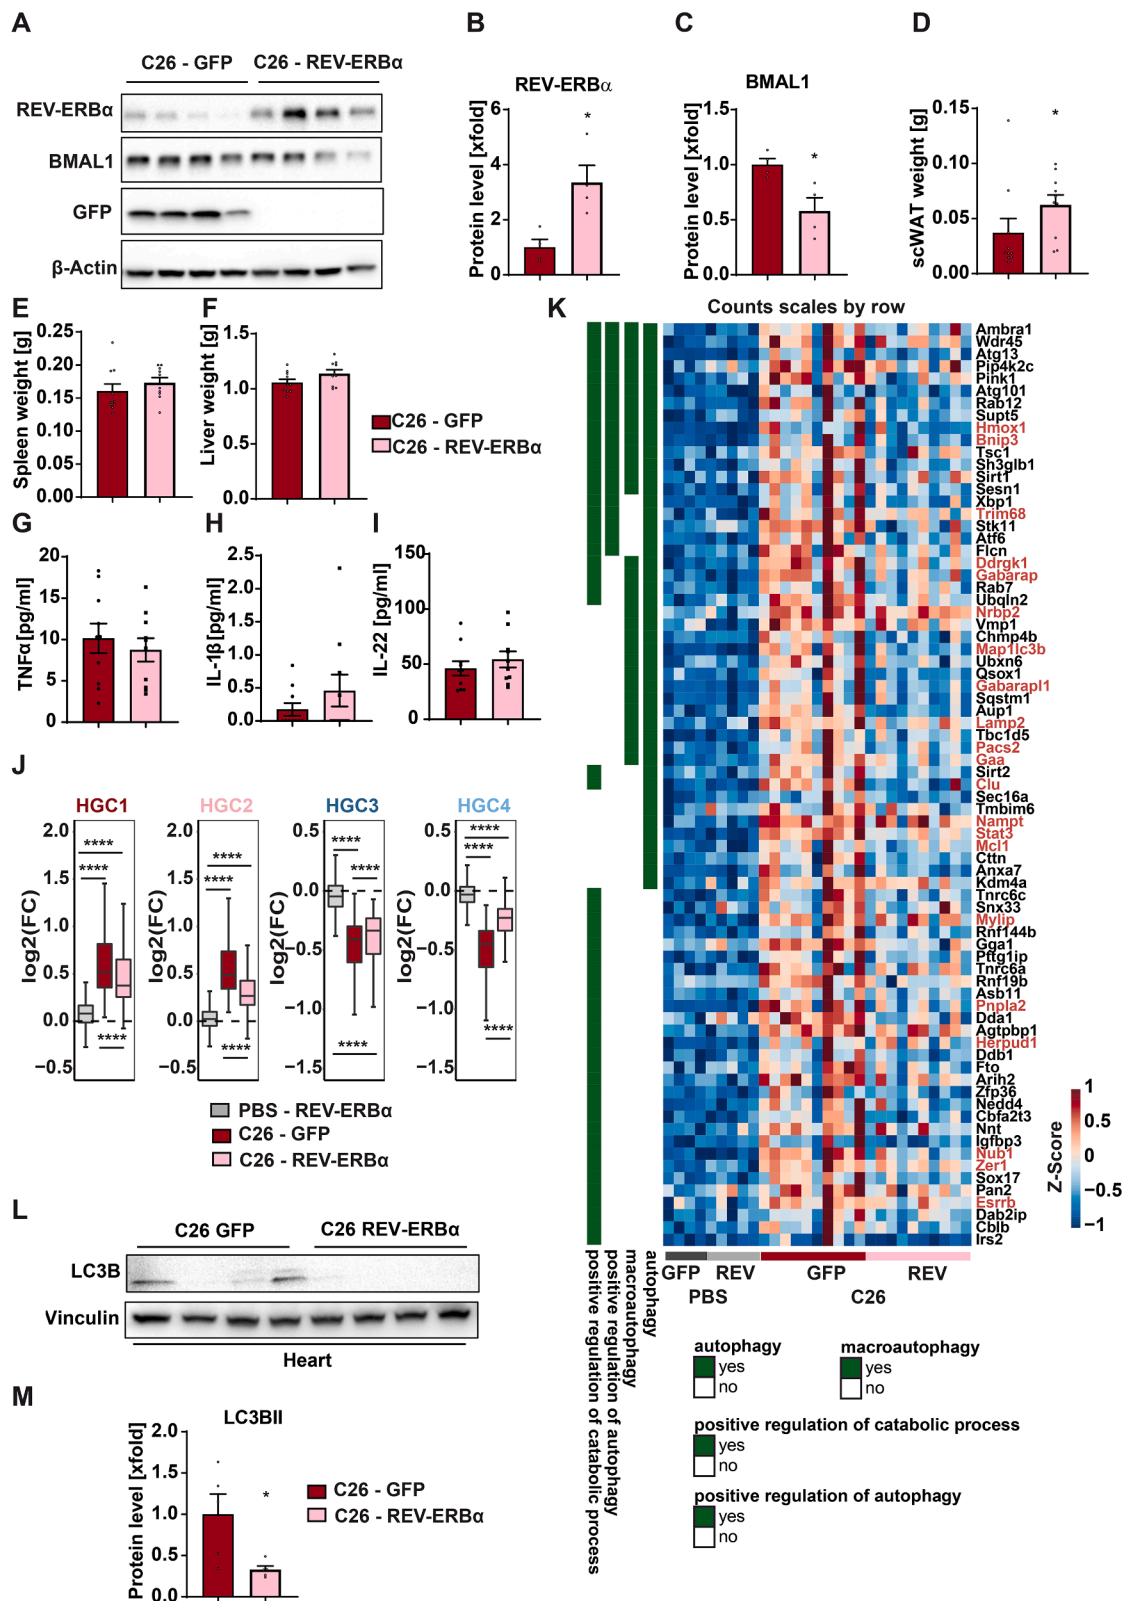 A
C26 - GFP
C26 - REV-ERBα
REV-ERBα
BMAL1
GFP
β-Actin
B
REV-ERBα
Protein level [xfold]
6
4
2
0
*
C
BMAL1
Protein level [xfold]
1.5
1.0
0.5
0.0
*
D
scWAT weight [g]
0.15
0.10
0.05
0.00
*
E
Spleen weight [g]
0.25
0.20
0.15
0.10
0.05
0.00
F
Liver weight [g]
1.5
1.0
0.5
0.0
C26 - GFP
C26 - REV-ERBα
G
TNFα[pg/ml]
20
15
10
5
0
H
IL-1β[pg/ml]
2.5
2.0
1.5
1.0
0.5
0.0
I
IL-22 [pg/ml]
150
100
50
0
J
HGC1
log2(FC)
2.0
1.5
1.0
0.5
0.0
−0.5
****
****
****
HGC2
log2(FC)
2.0
1.5
1.0
0.5
0.0
−0.5
****
****
****
HGC3
log2(FC)
0.5
0.0
−0.5
−1.0
−1.5
****
****
****
HGC4
log2(FC)
0.5
0.0
−0.5
−1.0
−1.5
****
****
****
PBS - REV-ERBα
C26 - GFP
C26 - REV-ERBα
K
Counts scales by row
Ambra1
Wdr45
Atg13
Pip4k2c
Pink1
Atg101
Rab12
Supt5
Hmox1
Bnip3
Tsc1
Sh3glb1
Sirt1
Sesn1
Xbp1
Trim68
Stk11
Atf6
Flcn
Ddrgk1
Gabarap
Rab7
Ubqln2
Nrbp2
Vmp1
Chmp4b
Map1lc3b
Ubxn6
Qsox1
Gabarapl1
Sqstm1
Aup1
Lamp2
Tbc1d5
Pacs2
Gaa
Sirt2
Clu
Sec16a
Tmbim6
Nampt
Stat3
Mcl1
Cttn
Anxa7
Kdm4a
Tnrc6c
Snx33
Mylip
Rnf144b
Gga1
Pttg1ip
Tnrc6a
Rnf19b
Asb11
Pnpla2
Dda1
Agtpbp1
Herpud1
Ddb1
Fto
Arih2
Zfp36
Nedd4
Cbfa2t3
Nnt
Igfbp3
Nub1
Zer1
Sox17
Pan2
Esrrb
Dab2ip
Cblb
Irs2
Z-Score
1
0.5
0
−0.5
−1
GFP
REV
GFP
REV
PBS
C26
positive regulation of catabolic process
positive regulation of autophagy
macroautophagy
autophagy
autophagy
yes
no
macroautophagy
yes
no
positive regulation of catabolic process
yes
no
positive regulation of autophagy
yes
no
L
C26 GFP
C26 REV-ERBα
LC3B
Vinculin
Heart
M
LC3BII
Protein level [xfold]
2.0
1.5
1.0
0.5
0.0
*
C26 - GFP
C26 - REV-ERBα